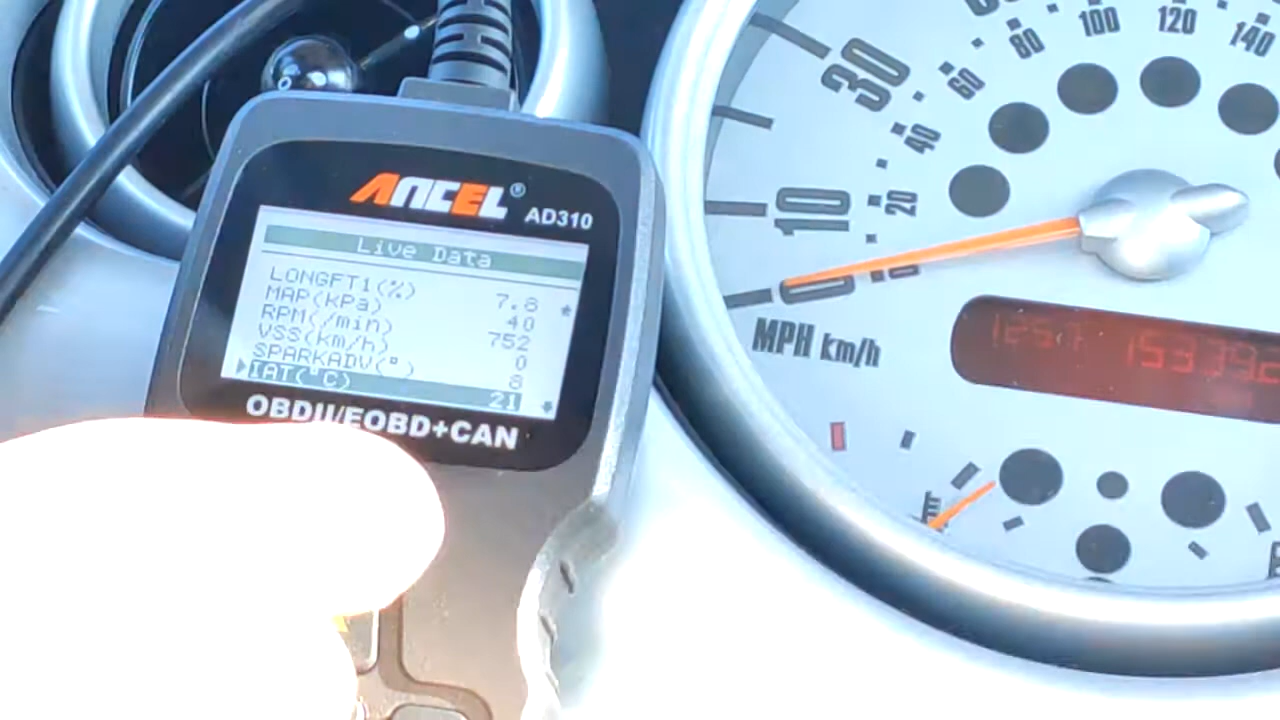 ANCEL®
AD310
Live Data
LONGFT1(%) 7.8
MAP(kPa) 40
RPM(/min) 752
VSS(km/h) 0
SPARKADV(°) 8
IAT(°C) 21
OBDII/EOBD+CAN
0
10
30
20
40
60
80
100
120
140
MPH km/h